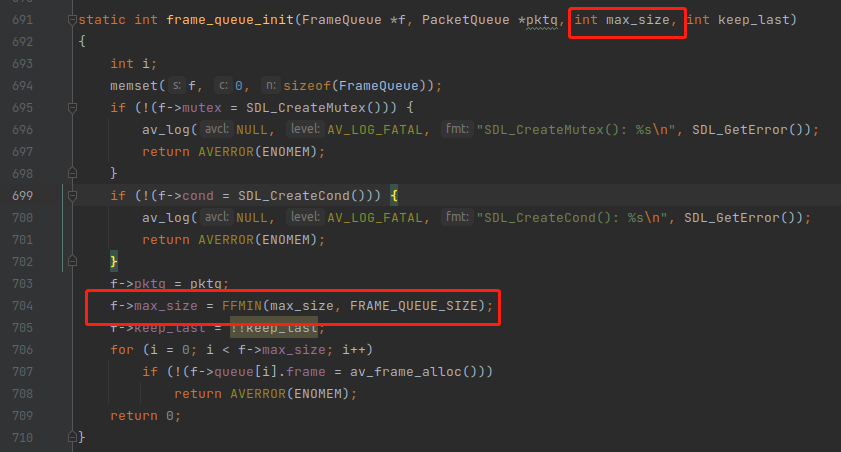 691 static int frame_queue_init(FrameQueue *f, PacketQueue *pktq, int max_size, int keep_last)
692 {
693     int i;
694     memset( s: f, c: 0, n: sizeof(FrameQueue));
695     if (!(f->mutex = SDL_CreateMutex())) {
696         av_log( avcl: NULL, level: AV_LOG_FATAL, fmt: "SDL_CreateMutex(): %s\n", SDL_GetError());
697         return AVERROR(ENOMEM);
698     }
699     if (!(f->cond = SDL_CreateCond())) {
700         av_log( avcl: NULL, level: AV_LOG_FATAL, fmt: "SDL_CreateCond(): %s\n", SDL_GetError());
701         return AVERROR(ENOMEM);
702     }
703     f->pktq = pktq;
704     f->max_size = FFMIN(max_size, FRAME_QUEUE_SIZE);
705     f->keep_last = !!keep_last;
706     for (i = 0; i < f->max_size; i++)
707         if (!(f->queue[i].frame = av_frame_alloc()))
708             return AVERROR(ENOMEM);
709     return 0;
710 }